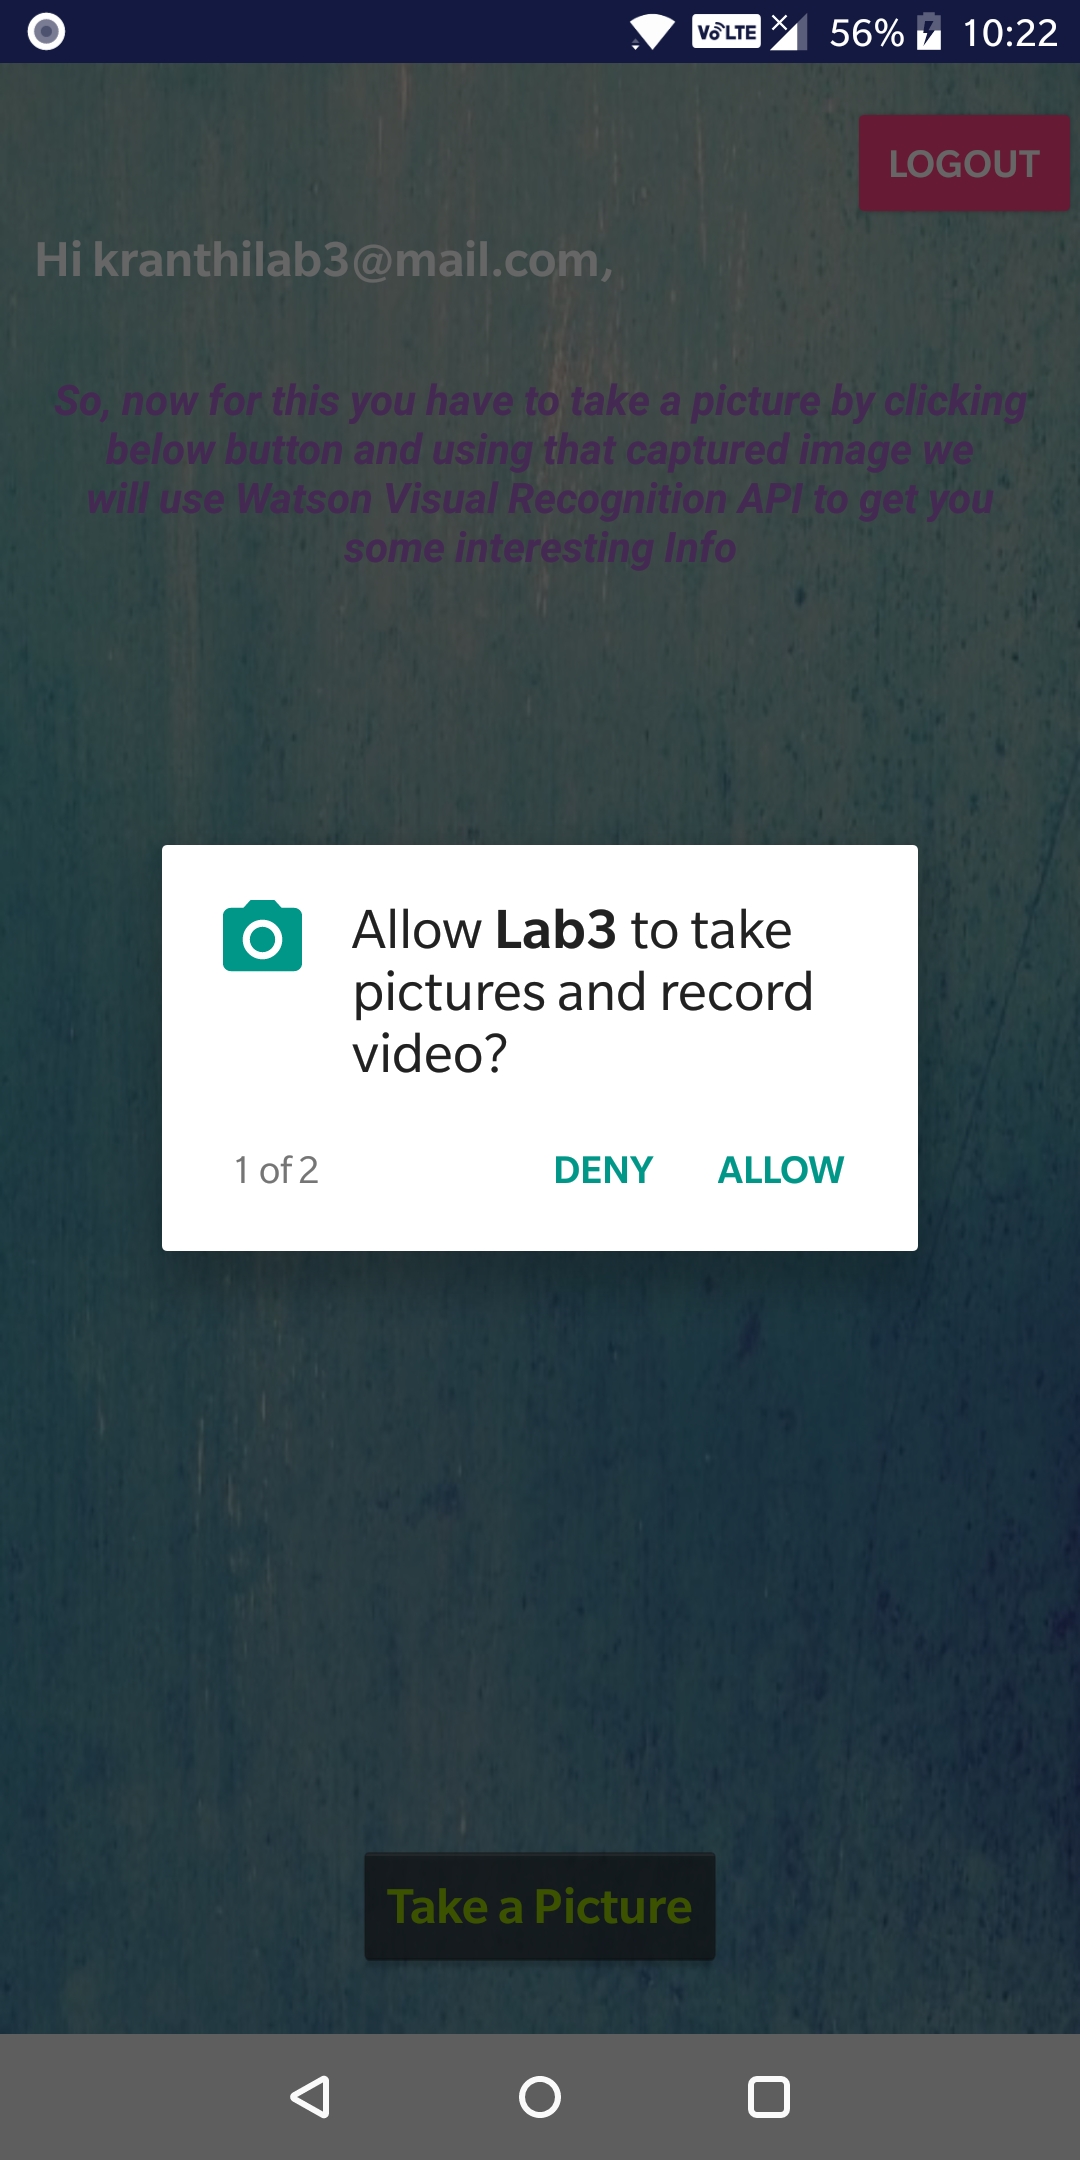 VoLTE 56% 10:22
LOGOUT
Hi kranthilab3@mail.com,
So, now for this you have to take a picture by clicking
below button and using that captured image we
will use Watson Visual Recognition API to get you
some interesting Info
Allow Lab3 to take
pictures and record
video?
1 of 2 DENY ALLOW
Take a Picture